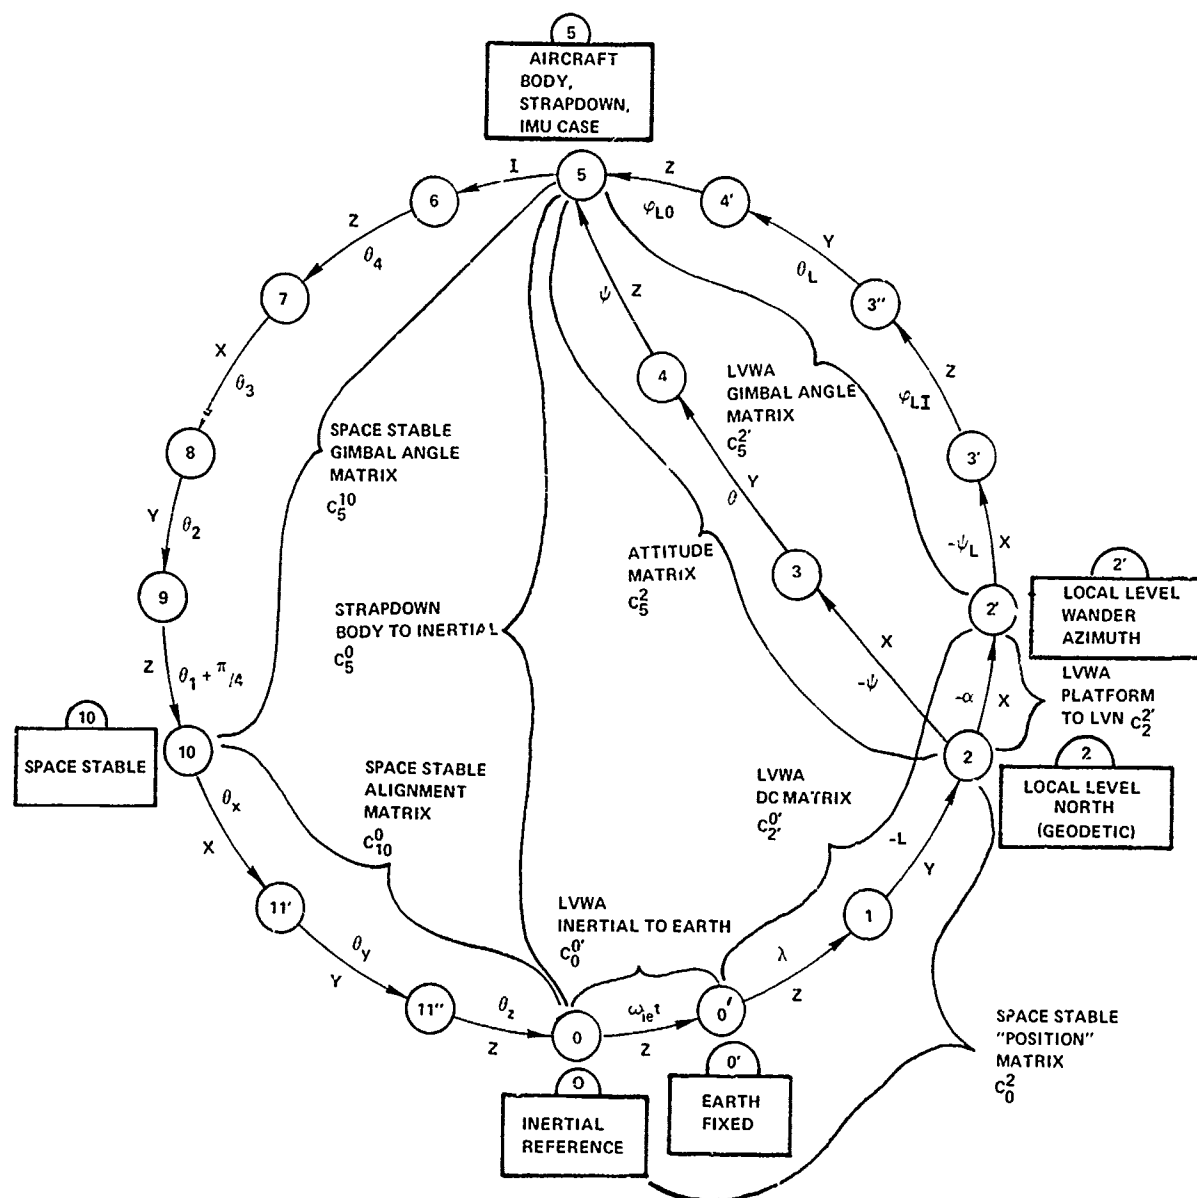 5
AIRCRAFT
BODY,
STRAPDOWN,
IMU CASE
I
5
Z
6
φLO
4'
Z
θ4
Y
θL
7
ψ
Z
3''
X
θ3
4
LVWA
GIMBAL ANGLE
MATRIX
C5^2'
Z
φLI
8
SPACE STABLE
GIMBAL ANGLE
MATRIX
C5^10
3'
Y
θ
Y
θ2
ATTITUDE
MATRIX
C5^2
3
-ψL
X
9
2'
2'
LOCAL LEVEL
WANDER
AZIMUTH
STRAPDOWN
BODY TO INERTIAL
C5^0
X
-ψ
Z
θ1 + π/4
-α
X
LVWA
PLATFORM
TO LVN C2^2'
10
SPACE STABLE
10
2
2
LOCAL LEVEL
NORTH
(GEODETIC)
θx
X
SPACE STABLE
ALIGNMENT
MATRIX
C10^0
LVWA
DC MATRIX
C2'^0'
-L
Y
11'
1
LVWA
INERTIAL TO EARTH
C0^0'
θy
Y
λ
Z
11''
θz
Z
0
ωie t
Z
0'
SPACE STABLE
"POSITION"
MATRIX
C0^2
0
INERTIAL
REFERENCE
0'
EARTH
FIXED